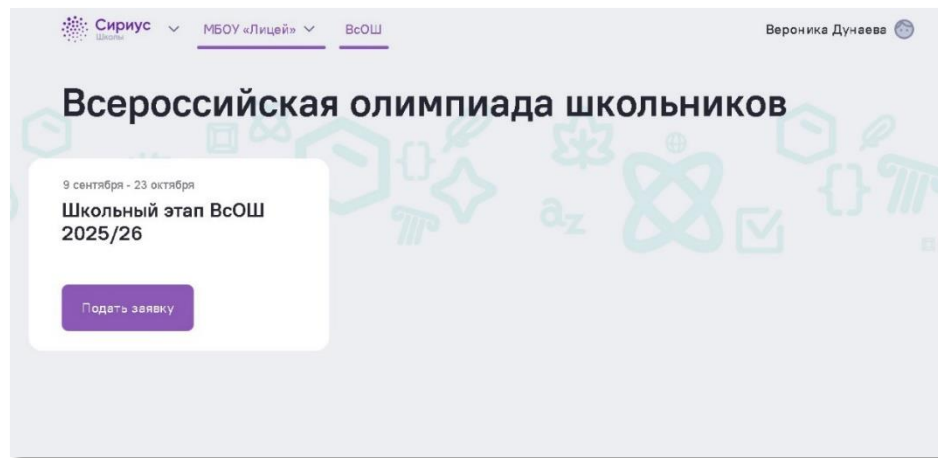 Сириус
Школы
МБОУ «Лицей»
ВсОШ
Вероника Дунаева
Всероссийская олимпиада школьников
9 сентября - 23 октября
Школьный этап ВсОШ
2025/26
Подать заявку
az